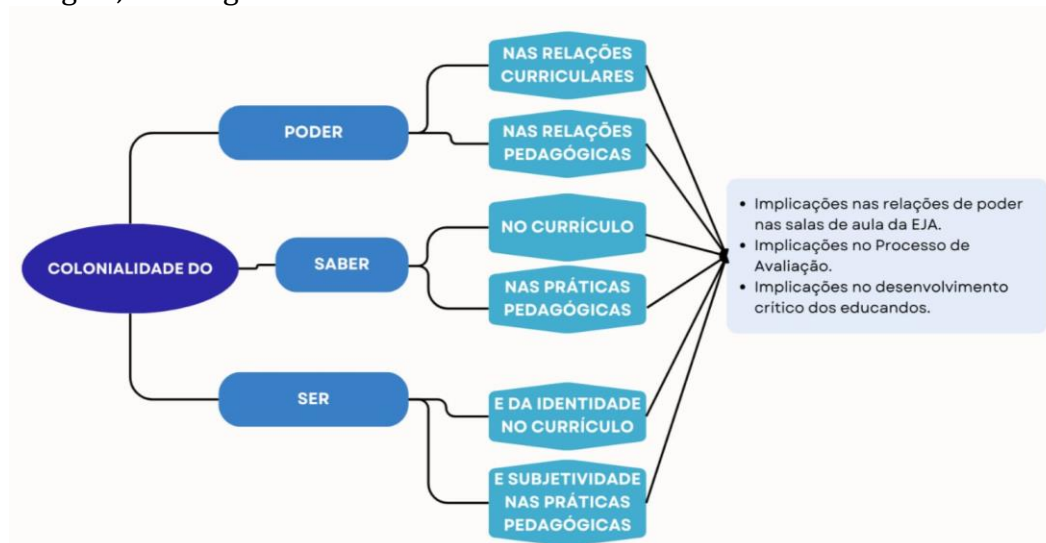 NAS RELAÇÕES
CURRICULARES
PODER
NAS RELAÇÕES
PEDAGÓGICAS
COLONIALIDADE DO
SABER
NO CURRÍCULO
NAS PRÁTICAS
PEDAGÓGICAS
SER
E DA IDENTIDADE
NO CURRÍCULO
E SUBJETIVIDADE
NAS PRÁTICAS
PEDAGÓGICAS
• Implicações nas relações de poder
nas salas de aula da EJA.
• Implicações no Processo de
Avaliação.
• Implicações no desenvolvimento
crítico dos educandos.